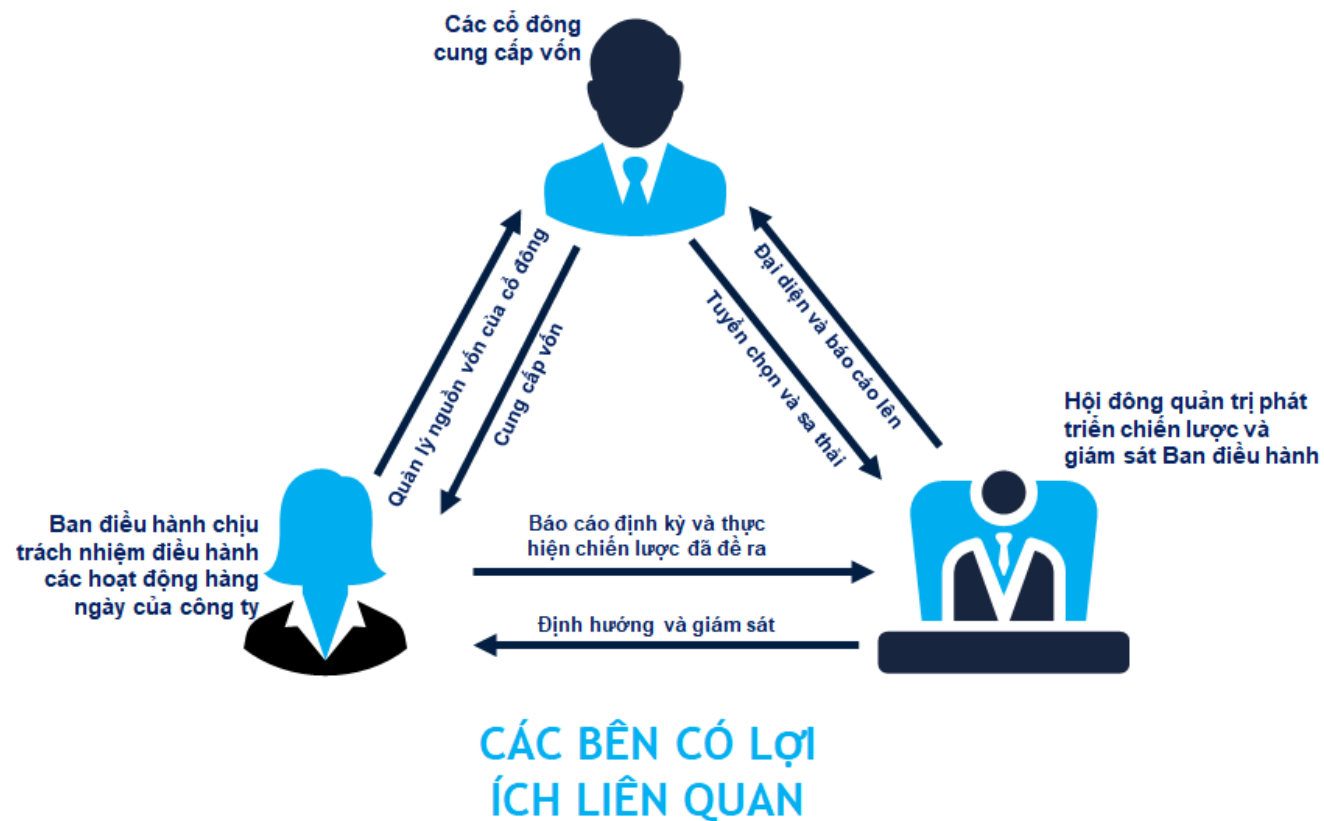 Các cổ đông
cung cấp vốn
Quản lý nguồn vốn của cổ đông
Cung cấp vốn
Tuyển chọn và sa thải
Đại diện và báo cáo lên
Hội đông quản trị phát
triển chiến lược và
giám sát Ban điều hành
Ban điều hành chịu
trách nhiệm điều hành
các hoạt động hàng
ngày của công ty
Báo cáo định kỳ và thực
hiện chiến lược đã đề ra
Định hướng và giám sát
CÁC BÊN CÓ LỢI
ÍCH LIÊN QUAN